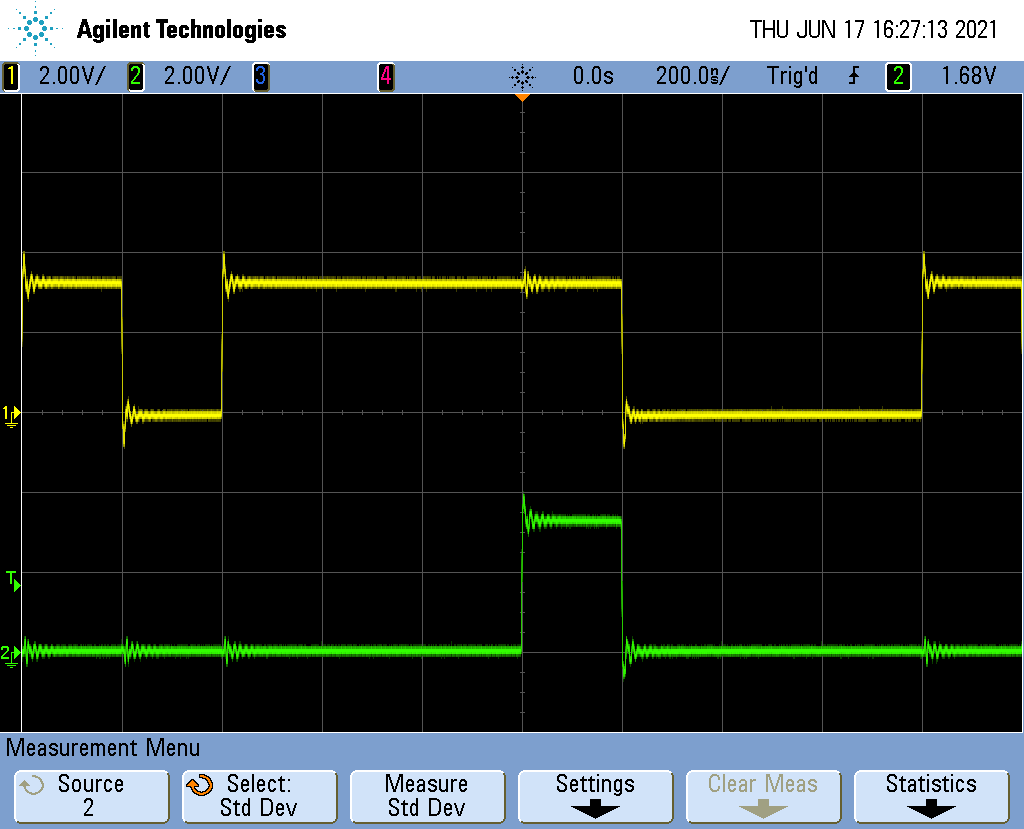 Agilent Technologies
THU JUN 17 16:27:13 2021
1 2.00V/ 2 2.00V/ 3 4 0.0s 200.0ns/ Trig'd 2 1.68V
1
T
2
Measurement Menu
Source
2
Select:
Std Dev
Measure
Std Dev
Settings
Clear Meas
Statistics